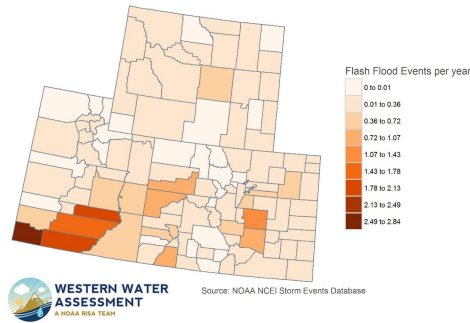 Flash Flood Events per year
0 to 0.01
0.01 to 0.36
0.36 to 0.72
0.72 to 1.07
1.07 to 1.43
1.43 to 1.78
1.78 to 2.13
2.13 to 2.49
2.49 to 2.84
WESTERN WATER
ASSESSMENT
A NOAA RISA TEAM
Source: NOAA NCEI Storm Events Database